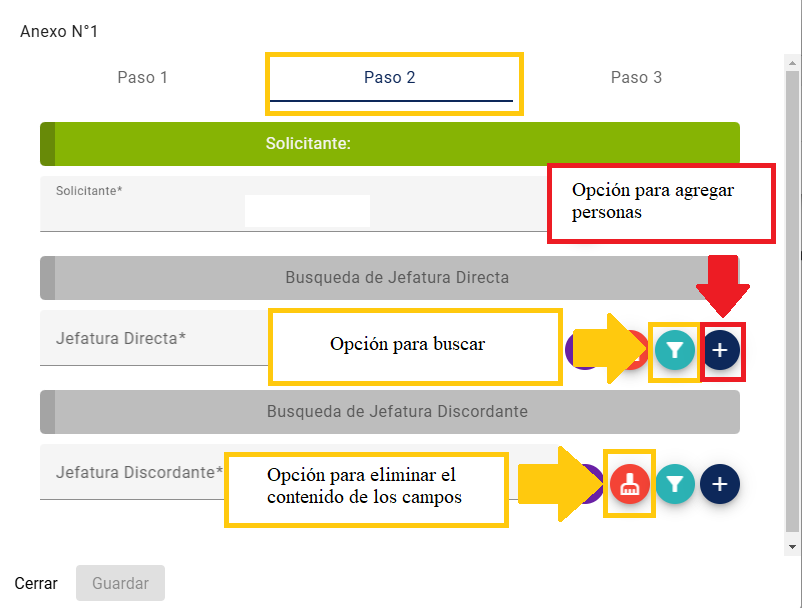 Anexo N°1
Paso 1
Paso 2
Paso 3
Solicitante:
Solicitante*
Opción para agregar
personas
Busqueda de Jefatura Directa
Jefatura Directa*
Opción para buscar
Busqueda de Jefatura Discordante
Jefatura Discordante*
Opción para eliminar el
contenido de los campos
Cerrar
Guardar